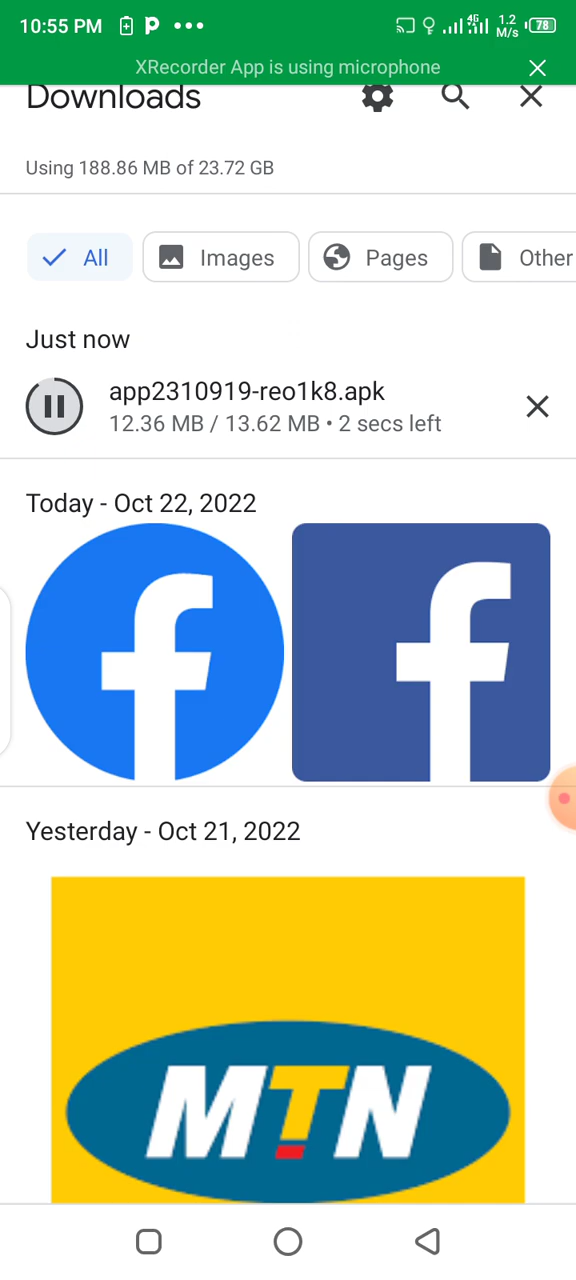 10:55 PM
4G
1.2
M/s
78
XRecorder App is using microphone
Downloads
Using 188.86 MB of 23.72 GB
All
Images
Pages
Other
Just now
app2310919-reo1k8.apk
12.36 MB / 13.62 MB • 2 secs left
Today - Oct 22, 2022
Yesterday - Oct 21, 2022
MTN